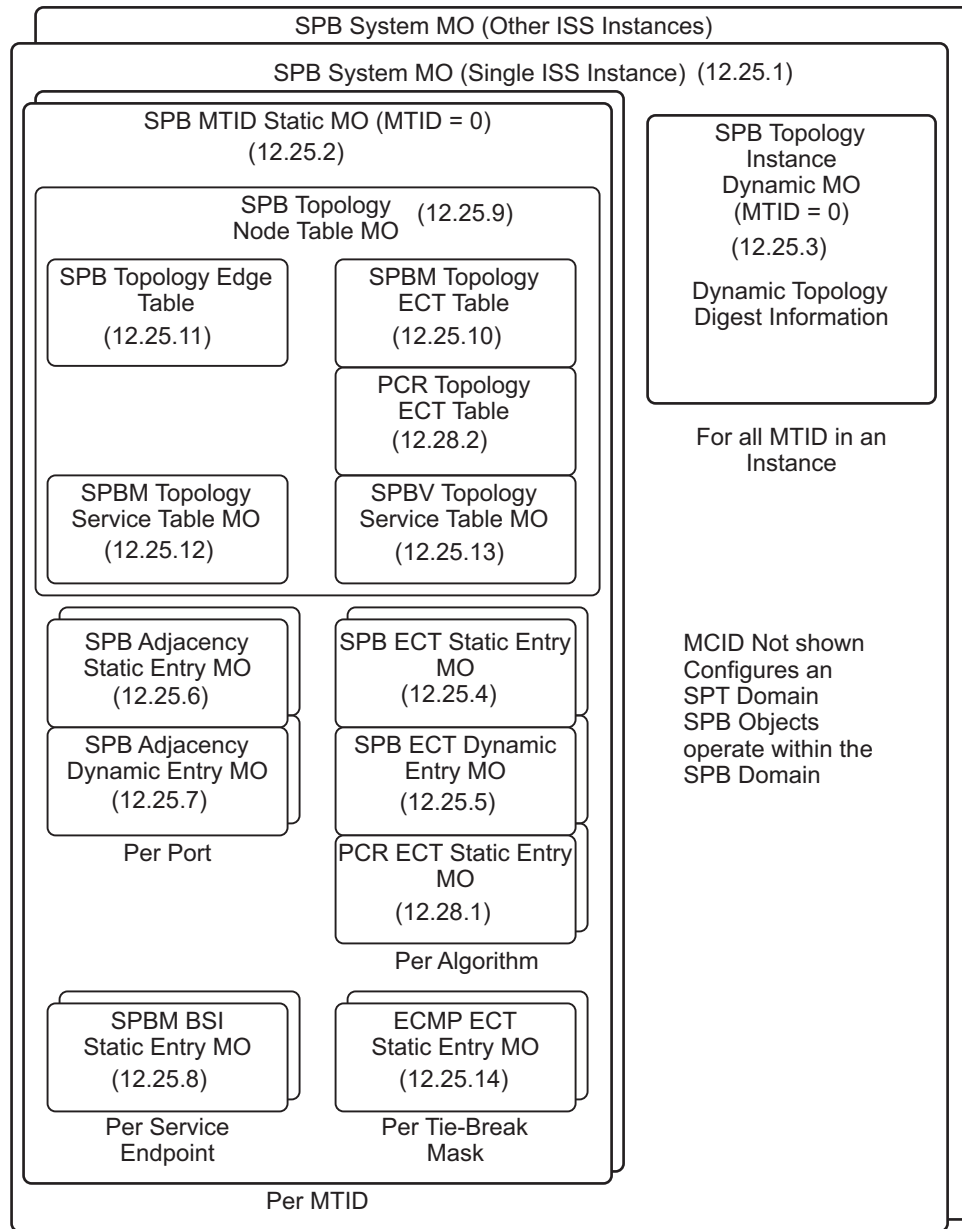 SPB System MO (Other ISS Instances)
SPB System MO (Single ISS Instance) (12.25.1)
SPB MTID Static MO (MTID = 0)
(12.25.2)
SPB Topology
Node Table MO
(12.25.9)
SPB Topology Edge
Table
(12.25.11)
SPBM Topology
ECT Table
(12.25.10)
PCR Topology
ECT Table
(12.28.2)
SPBM Topology
Service Table MO
(12.25.12)
SPBV Topology
Service Table MO
(12.25.13)
SPB Adjacency
Static Entry MO
(12.25.6)
SPB Adjacency
Dynamic Entry MO
(12.25.7)
Per Port
SPB ECT Static Entry
MO
(12.25.4)
SPB ECT Dynamic
Entry MO
(12.25.5)
PCR ECT Static Entry
MO
(12.28.1)
Per Algorithm
SPBM BSI
Static Entry MO
(12.25.8)
Per Service
Endpoint
ECMP ECT
Static Entry MO
(12.25.14)
Per Tie-Break
Mask
Per MTID
SPB Topology
Instance
Dynamic MO
(MTID = 0)
(12.25.3)
Dynamic Topology
Digest Information
For all MTID in an
Instance
MCID Not shown
Configures an
SPT Domain
SPB Objects
operate within the
SPB Domain